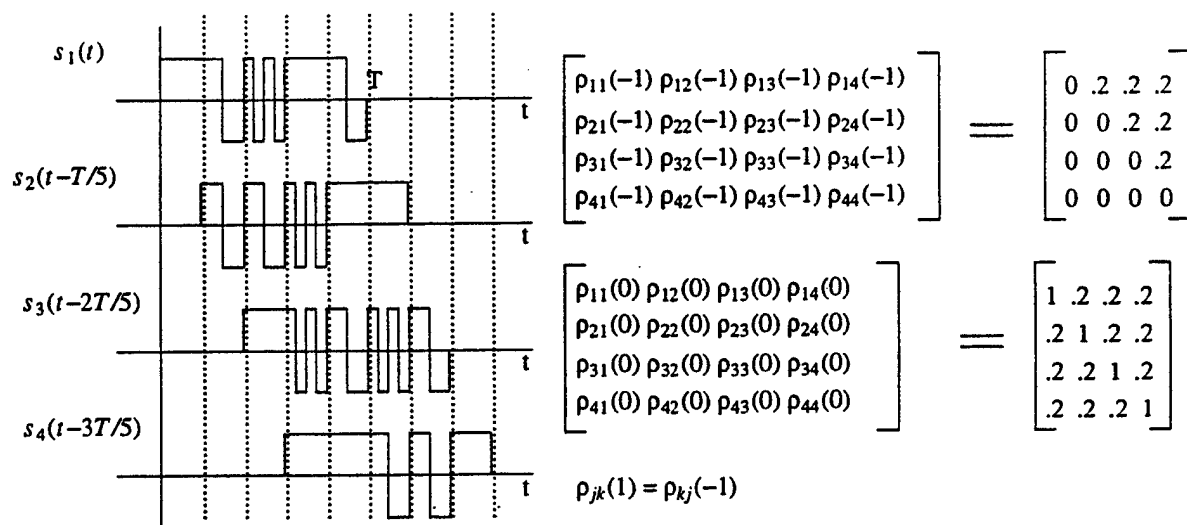 s₁(t)
T
t
s₂(t−T/5)
t
s₃(t−2T/5)
t
s₄(t−3T/5)
t
ρ₁₁(−1) ρ₁₂(−1) ρ₁₃(−1) ρ₁₄(−1)
ρ₂₁(−1) ρ₂₂(−1) ρ₂₃(−1) ρ₂₄(−1)
ρ₃₁(−1) ρ₃₂(−1) ρ₃₃(−1) ρ₃₄(−1)
ρ₄₁(−1) ρ₄₂(−1) ρ₄₃(−1) ρ₄₄(−1)
=
0 .2 .2 .2
0 0 .2 .2
0 0 0 .2
0 0 0 0
ρ₁₁(0) ρ₁₂(0) ρ₁₃(0) ρ₁₄(0)
ρ₂₁(0) ρ₂₂(0) ρ₂₃(0) ρ₂₄(0)
ρ₃₁(0) ρ₃₂(0) ρ₃₃(0) ρ₃₄(0)
ρ₄₁(0) ρ₄₂(0) ρ₄₃(0) ρ₄₄(0)
=
1 .2 .2 .2
.2 1 .2 .2
.2 .2 1 .2
.2 .2 .2 1
ρⱼₖ(1) = ρₖⱼ(−1)